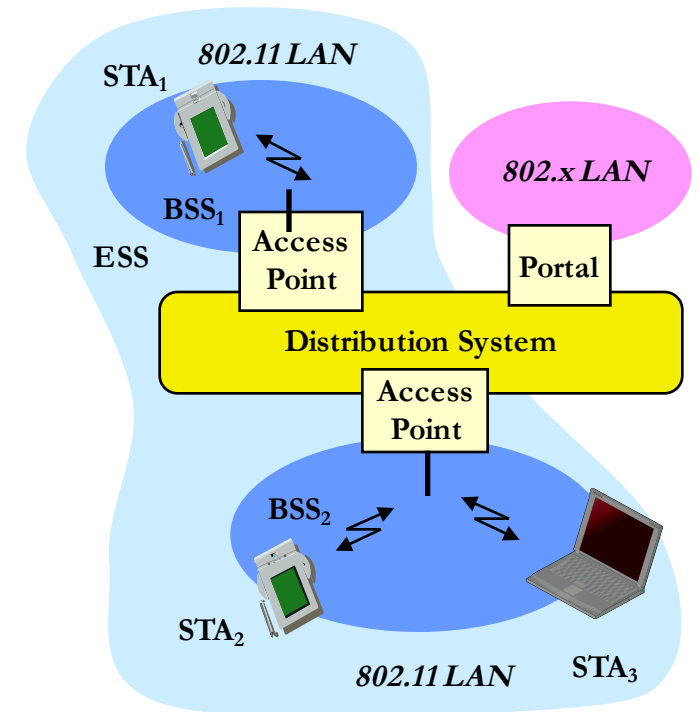 802.11 LAN
STA₁
802.x LAN
BSS₁
ESS
Access
Point
Portal
Distribution System
Access
Point
BSS₂
STA₂
802.11 LAN
STA₃